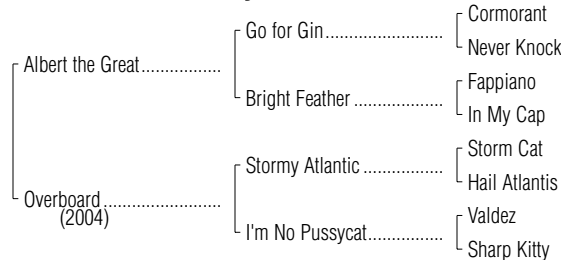 Cormorant
Go for Gin
Never Knock
Albert the Great
Fappiano
Bright Feather
In My Cap
Storm Cat
Stormy Atlantic
Hail Atlantis
Overboard
(2004)
Valdez
I'm No Pussycat
Sharp Kitty